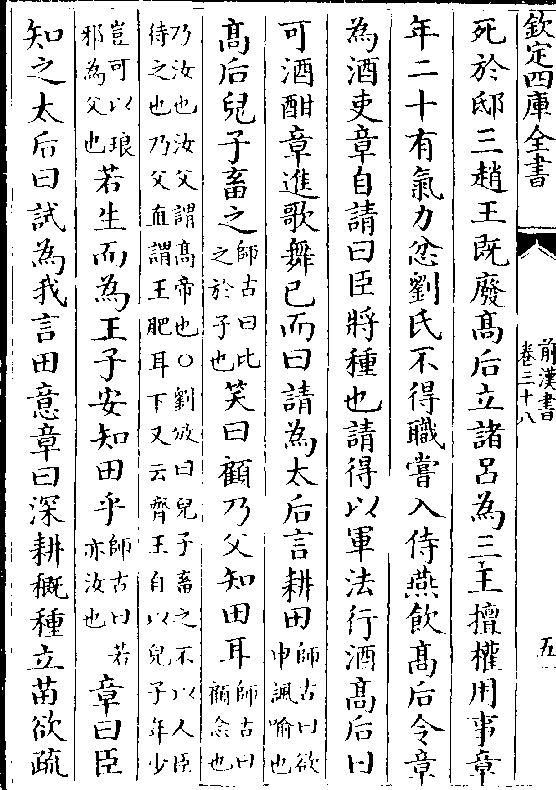 欽定四庫全書
前漢書
卷三十八
五
死於邸三趙王既廢髙后立諸呂為三王擅權用事章
年二十有氣力忿劉氏不得職嘗入侍燕飲髙后令章
為酒吏章自請曰臣將種也請得以軍法行酒髙后曰
可酒酣章進歌舞已而曰請為太后言耕田師古曰欲申諷喻也
髙后兒子畜之師古曰比之於子也笑曰顧乃父知田耳師古曰顧念也
乃汝也汝父謂髙帝也〇劉攽曰兒子畜之不以人臣
待之也乃父直謂王肥耳下又云齊王自以兒子年少
豈可以琅邪為父也若生而為王子安知田乎師古曰若亦汝也章曰臣
知之太后曰試為我言田意章曰深耕穊種立苗欲疏